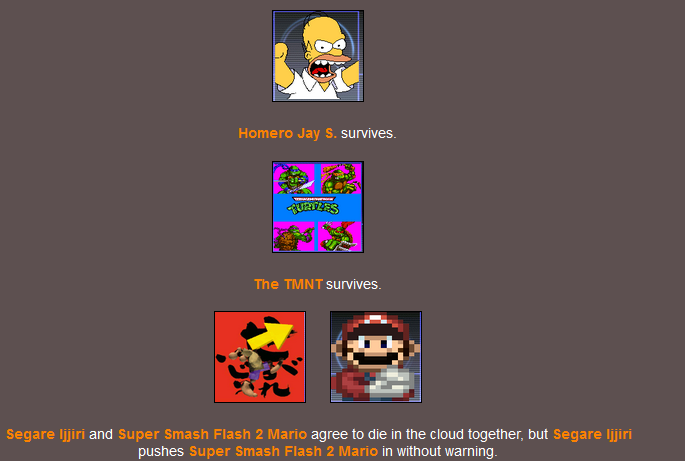 Homero Jay S. survives.
TURTLES
The TMNT survives.
Segare Ijjiri and Super Smash Flash 2 Mario agree to die in the cloud together, but Segare Ijjiri
pushes Super Smash Flash 2 Mario in without warning.